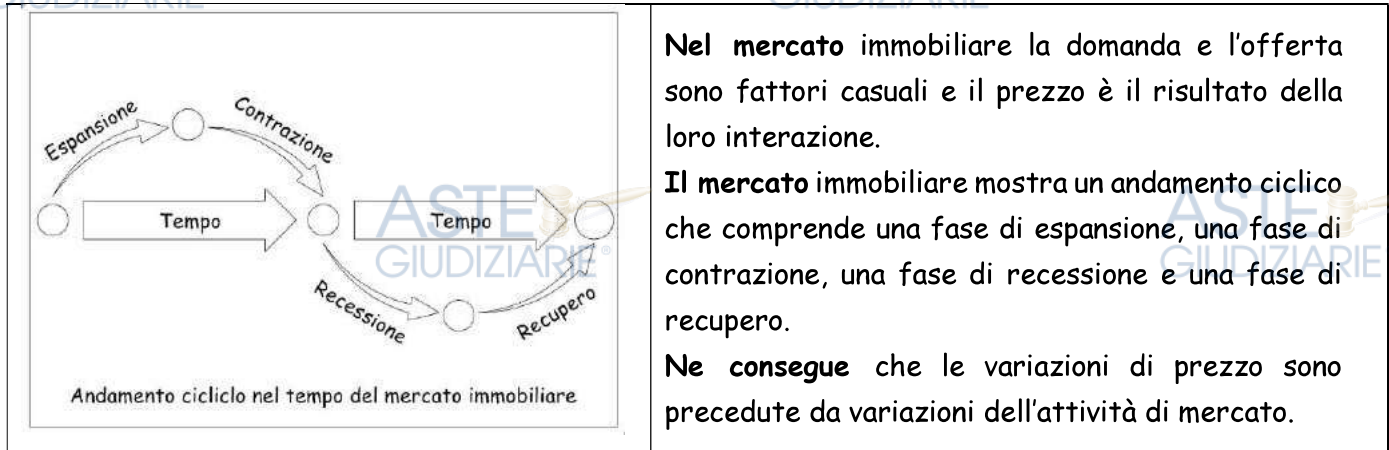 Espansione
Contrazione
Tempo
Tempo
Recessione
Recupero
Andamento cicliclo nel tempo del mercato immobiliare
Nel mercato immobiliare la domanda e l'offerta
sono fattori casuali e il prezzo è il risultato della
loro interazione.
Il mercato immobiliare mostra un andamento ciclico
che comprende una fase di espansione, una fase di
contrazione, una fase di recessione e una fase di
recupero.
Ne consegue che le variazioni di prezzo sono
precedute da variazioni dell'attività di mercato.
ASTE
GIUDIZIARIE®
ASTE
GIUDIZIARIE